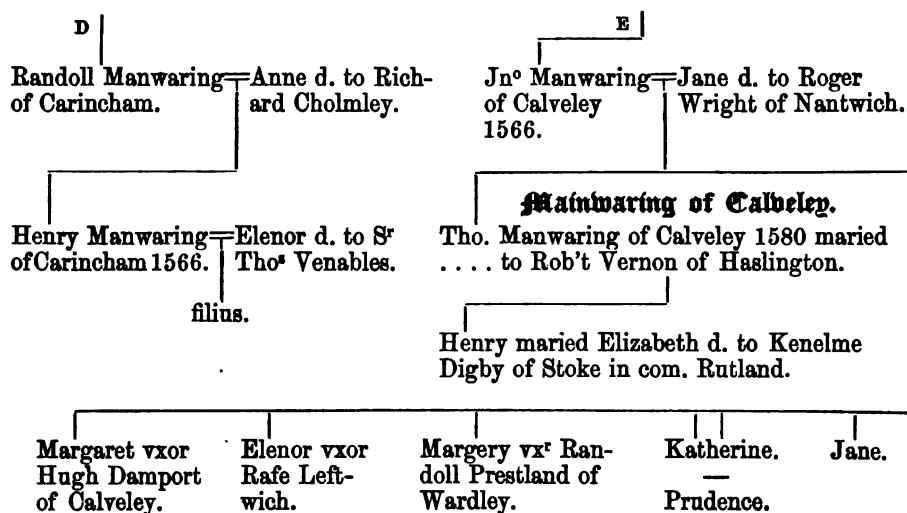 D
E
Randoll Manwaring
of Carincham.
Anne d. to Rich-
ard Cholmley.
Jnº Manwaring
of Calveley
1566.
Jane d. to Roger
Wright of Nantwich.
Mainwaring of Calveley.
Henry Manwaring
of Carincham 1566.
Elenor d. to Sʳ
Thoˢ Venables.
filius.
Tho. Manwaring of Calveley 1580 maried
.... to Rob't Vernon of Haslington.
Henry maried Elizabeth d. to Kenelme
Digby of Stoke in com. Rutland.
Margaret vxor
Hugh Damport
of Calveley.
Elenor vxor
Rafe Left-
wich.
Margery vxʳ Ran-
doll Prestland of
Wardley.
Katherine.
—
Prudence.
Jane.